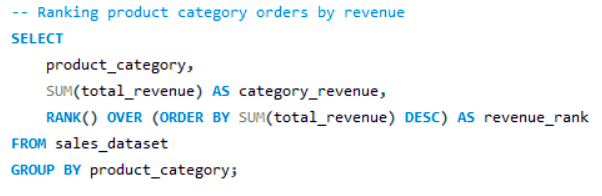 -- Ranking product category orders by revenue
SELECT
    product_category,
    SUM(total_revenue) AS category_revenue,
    RANK() OVER (ORDER BY SUM(total_revenue) DESC) AS revenue_rank
FROM sales_dataset
GROUP BY product_category;